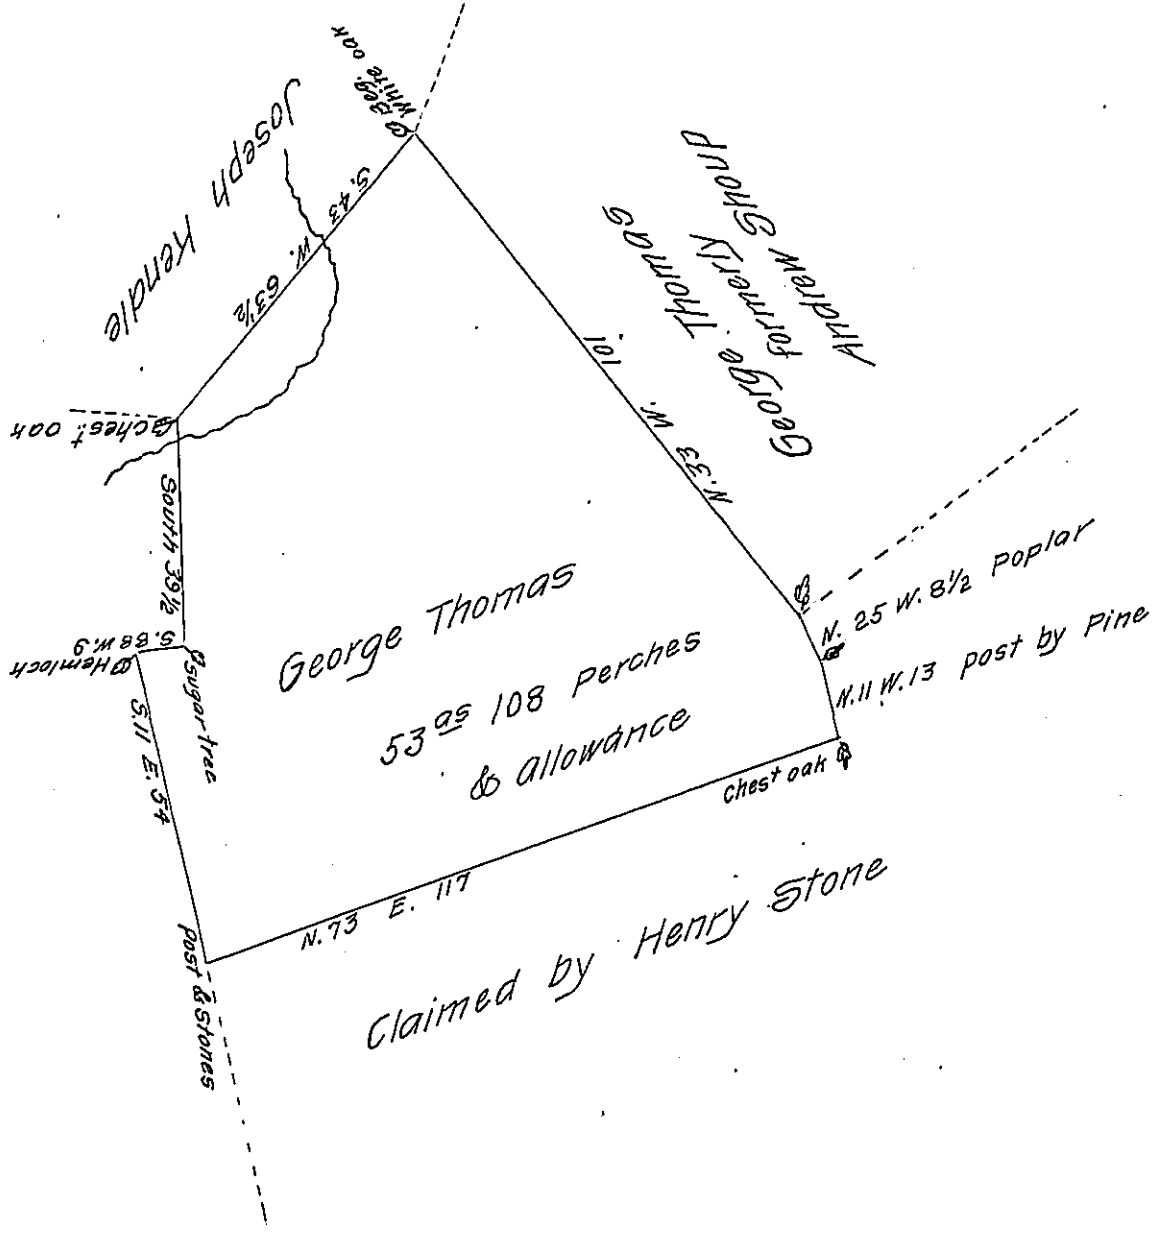 Beg.
White oak
Joseph Kendle
S. 43 W. 63½
chest oak
South 39½
sugar tree
S. 88 W. 9
Hemlock
S. 11 E. 54
Post & Stones
N. 73 E. 117
chest oak
N. 11 W. 13 post by Pine
N. 25 W. 8½ Poplar
N. 33 W. 101
George Thomas
formerly
Andrew Shoup
George Thomas
53 as 108 Perches
& allowance
Claimed by Henry Stone